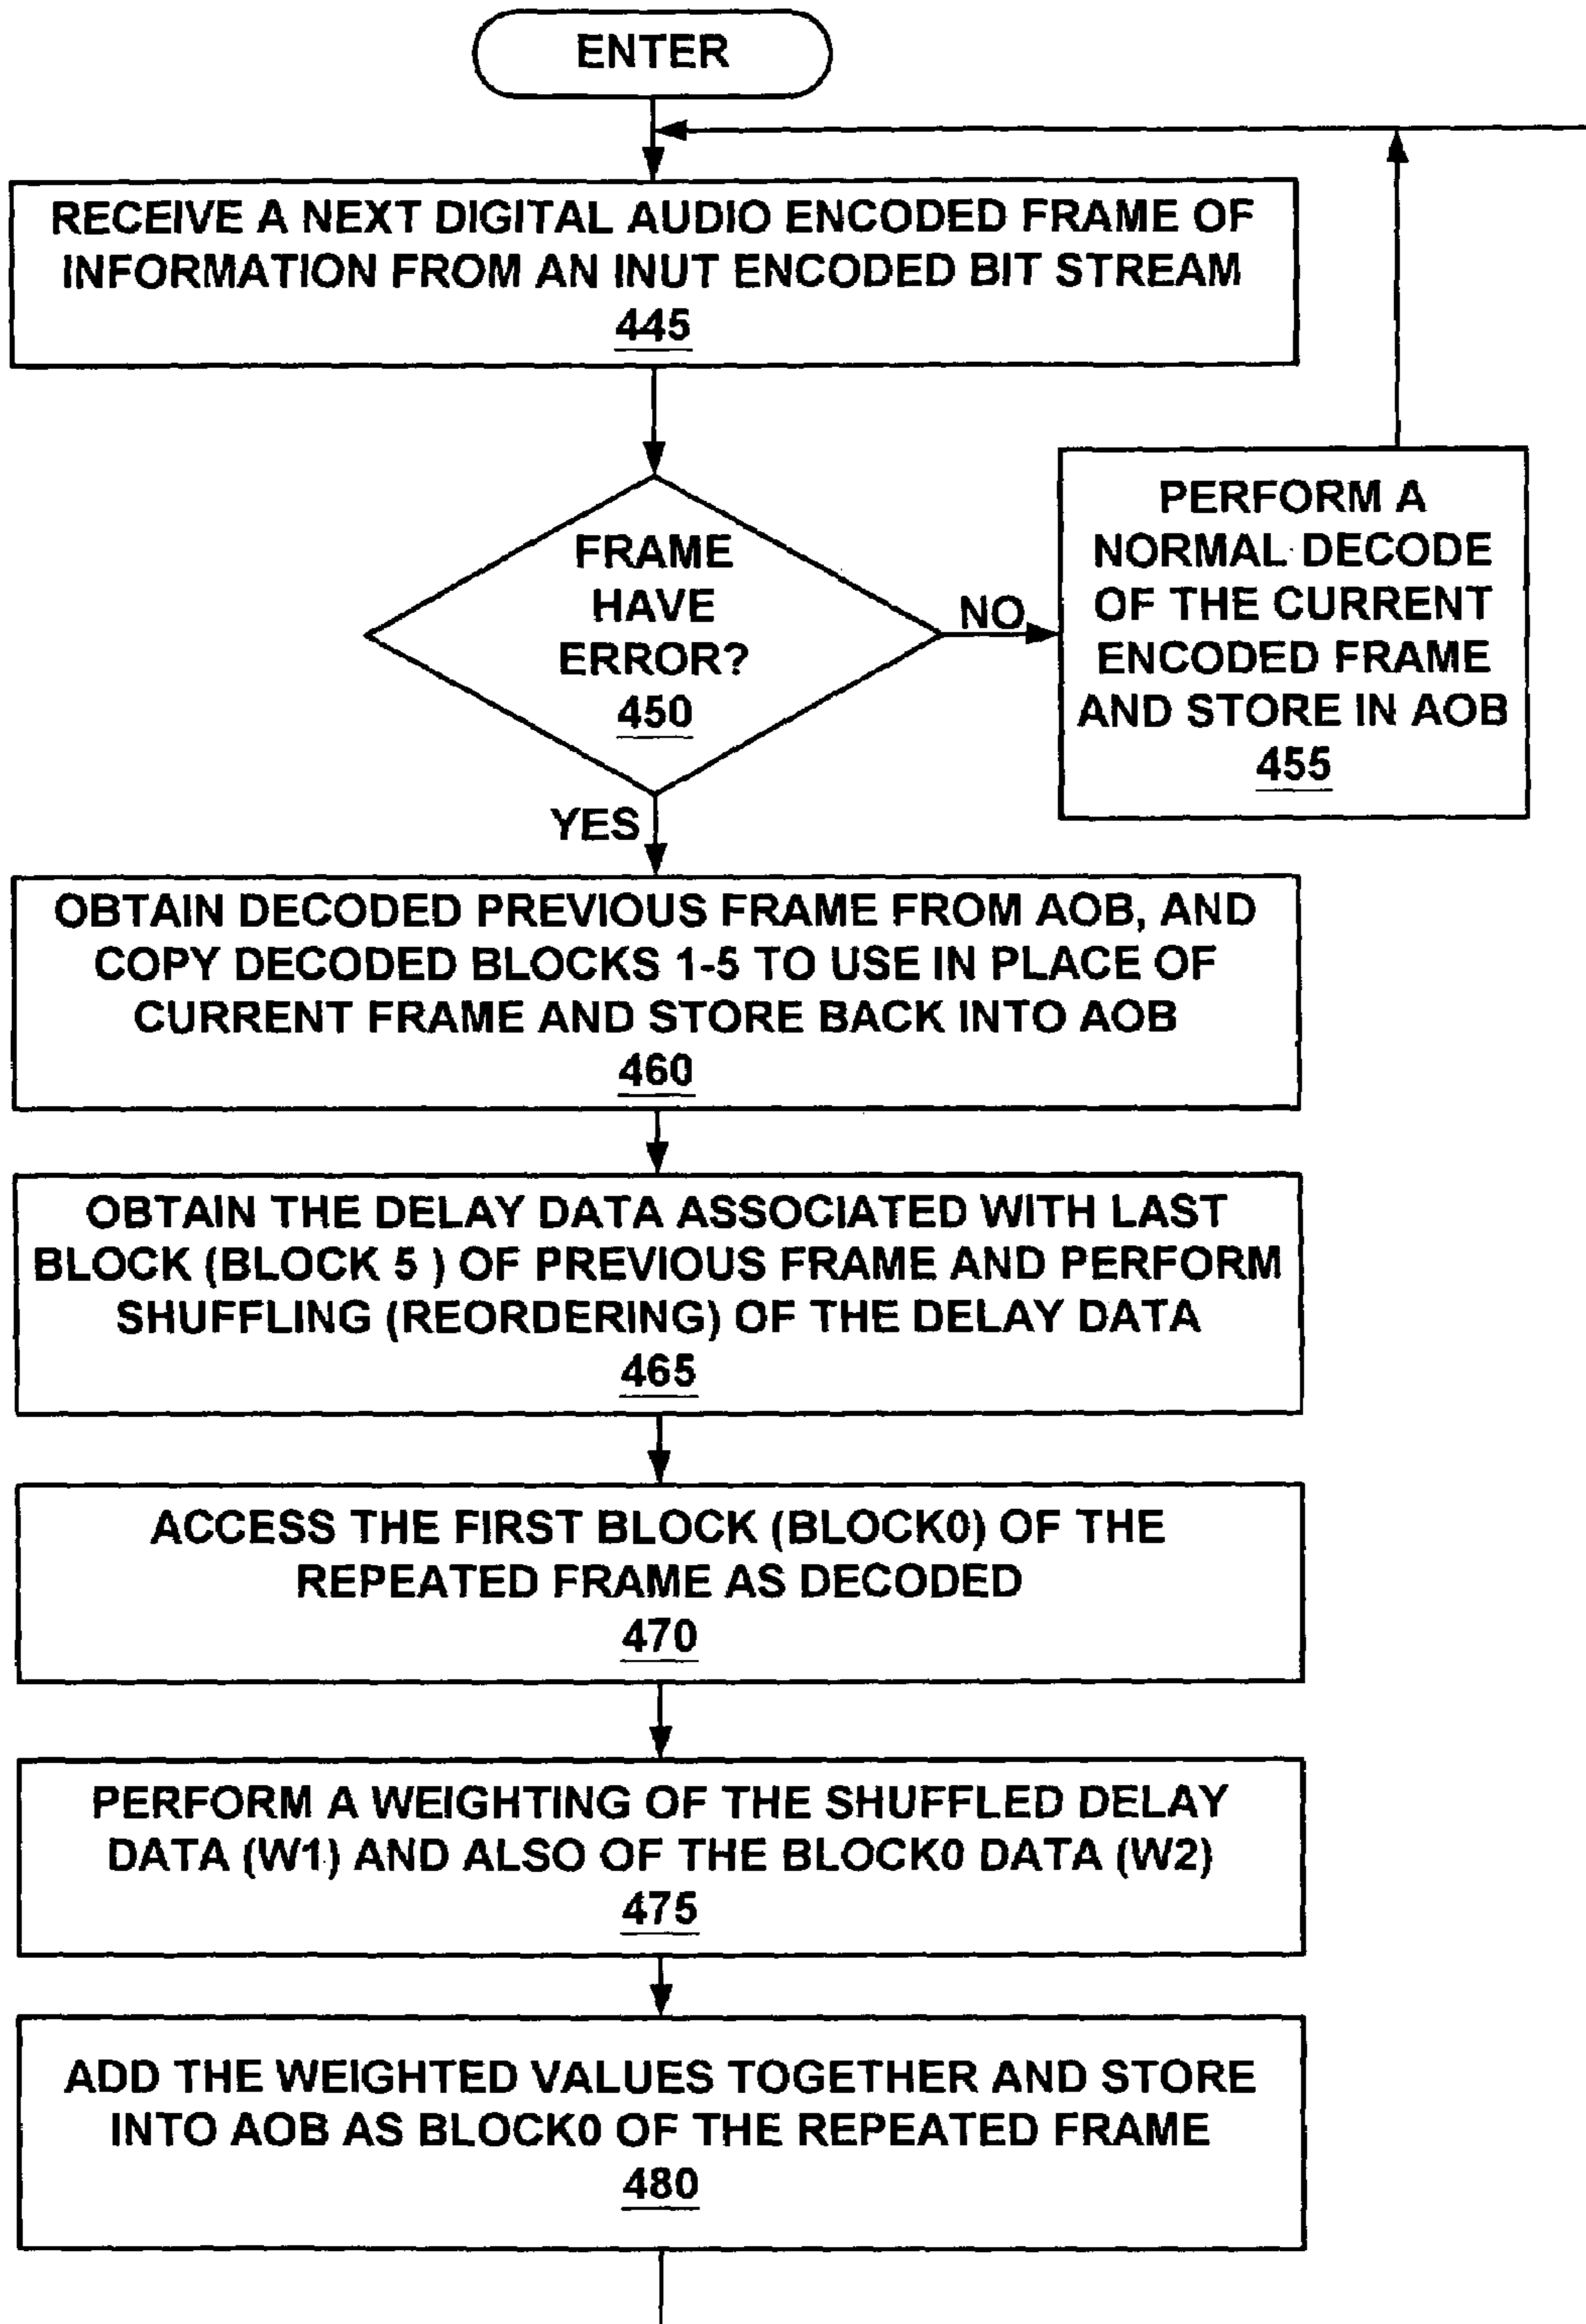 ENTER
RECEIVE A NEXT DIGITAL AUDIO ENCODED FRAME OF
INFORMATION FROM AN INUT ENCODED BIT STREAM
445
FRAME
HAVE
ERROR?
450
NO
PERFORM A
NORMAL DECODE
OF THE CURRENT
ENCODED FRAME
AND STORE IN AOB
455
YES
OBTAIN DECODED PREVIOUS FRAME FROM AOB, AND
COPY DECODED BLOCKS 1-5 TO USE IN PLACE OF
CURRENT FRAME AND STORE BACK INTO AOB
460
OBTAIN THE DELAY DATA ASSOCIATED WITH LAST
BLOCK (BLOCK 5 ) OF PREVIOUS FRAME AND PERFORM
SHUFFLING (REORDERING) OF THE DELAY DATA
465
ACCESS THE FIRST BLOCK (BLOCK0) OF THE
REPEATED FRAME AS DECODED
470
PERFORM A WEIGHTING OF THE SHUFFLED DELAY
DATA (W1) AND ALSO OF THE BLOCK0 DATA (W2)
475
ADD THE WEIGHTED VALUES TOGETHER AND STORE
INTO AOB AS BLOCK0 OF THE REPEATED FRAME
480